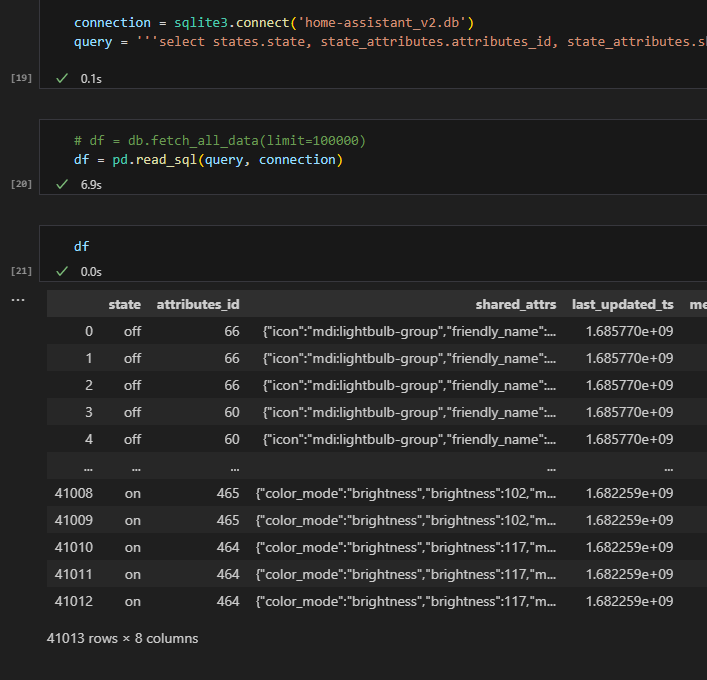 connection = sqlite3.connect('home-assistant_v2.db')
query = '''select states.state, state_attributes.attributes_id, state_attributes.sh
[19] ✓ 0.1s
# df = db.fetch_all_data(limit=100000)
df = pd.read_sql(query, connection)
[20] ✓ 6.9s
df
[21] ✓ 0.0s
...
state attributes_id shared_attrs last_updated_ts me
0 off 66 {"icon":"mdi:lightbulb-group","friendly_name":... 1.685770e+09
1 off 66 {"icon":"mdi:lightbulb-group","friendly_name":... 1.685770e+09
2 off 66 {"icon":"mdi:lightbulb-group","friendly_name":... 1.685770e+09
3 off 60 {"icon":"mdi:lightbulb-group","friendly_name":... 1.685770e+09
4 off 60 {"icon":"mdi:lightbulb-group","friendly_name":... 1.685770e+09
... ... ... ... ...
41008 on 465 {"color_mode":"brightness","brightness":102,"m... 1.682259e+09
41009 on 465 {"color_mode":"brightness","brightness":102,"m... 1.682259e+09
41010 on 464 {"color_mode":"brightness","brightness":117,"m... 1.682259e+09
41011 on 464 {"color_mode":"brightness","brightness":117,"m... 1.682259e+09
41012 on 464 {"color_mode":"brightness","brightness":117,"m... 1.682259e+09
41013 rows × 8 columns